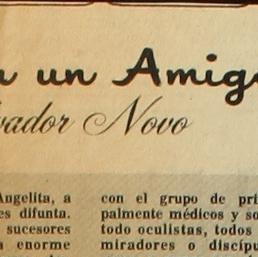 un Amig
vador Novo
Angelita, a
es difunta.
sucesores
a enorme
con el grupo de pri
palmente médicos y so
todo oculistas, todos
miradores o discípu